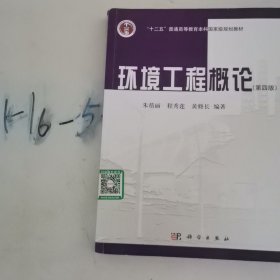 "十二五"普通高等教育本科国家级规划教材
环境工程概论(第四版)
朱蓓丽 程秀莲 黄修长 编著
K-16-5
科学出版社